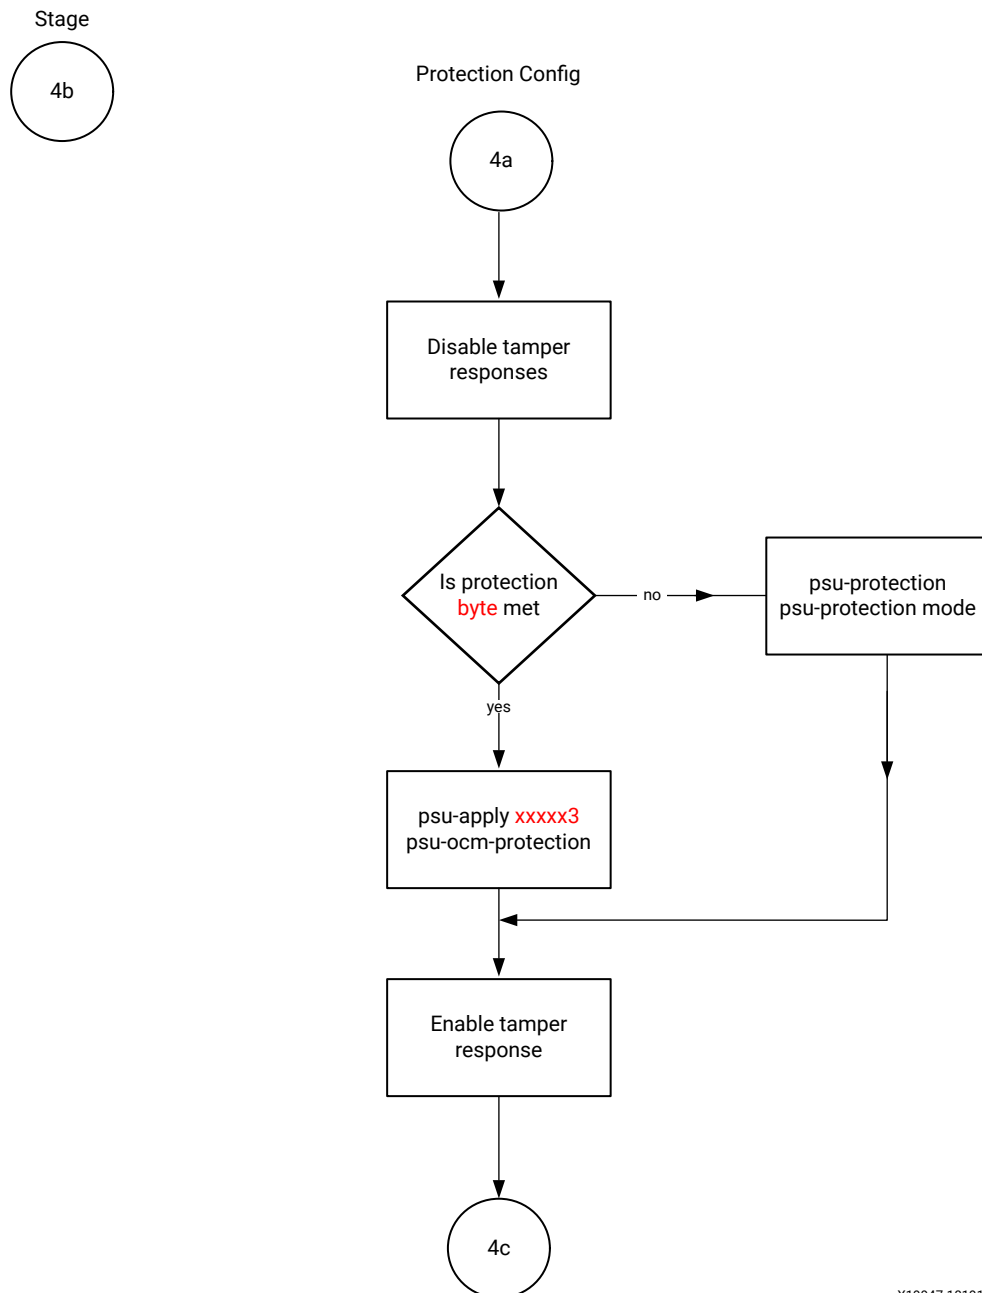 Stage
4b
Protection Config
4a
Disable tamper
responses
Is protection
byte met
no
psu-protection
psu-protection mode
yes
psu-apply xxxxx3
psu-ocm-protection
Enable tamper
response
4c